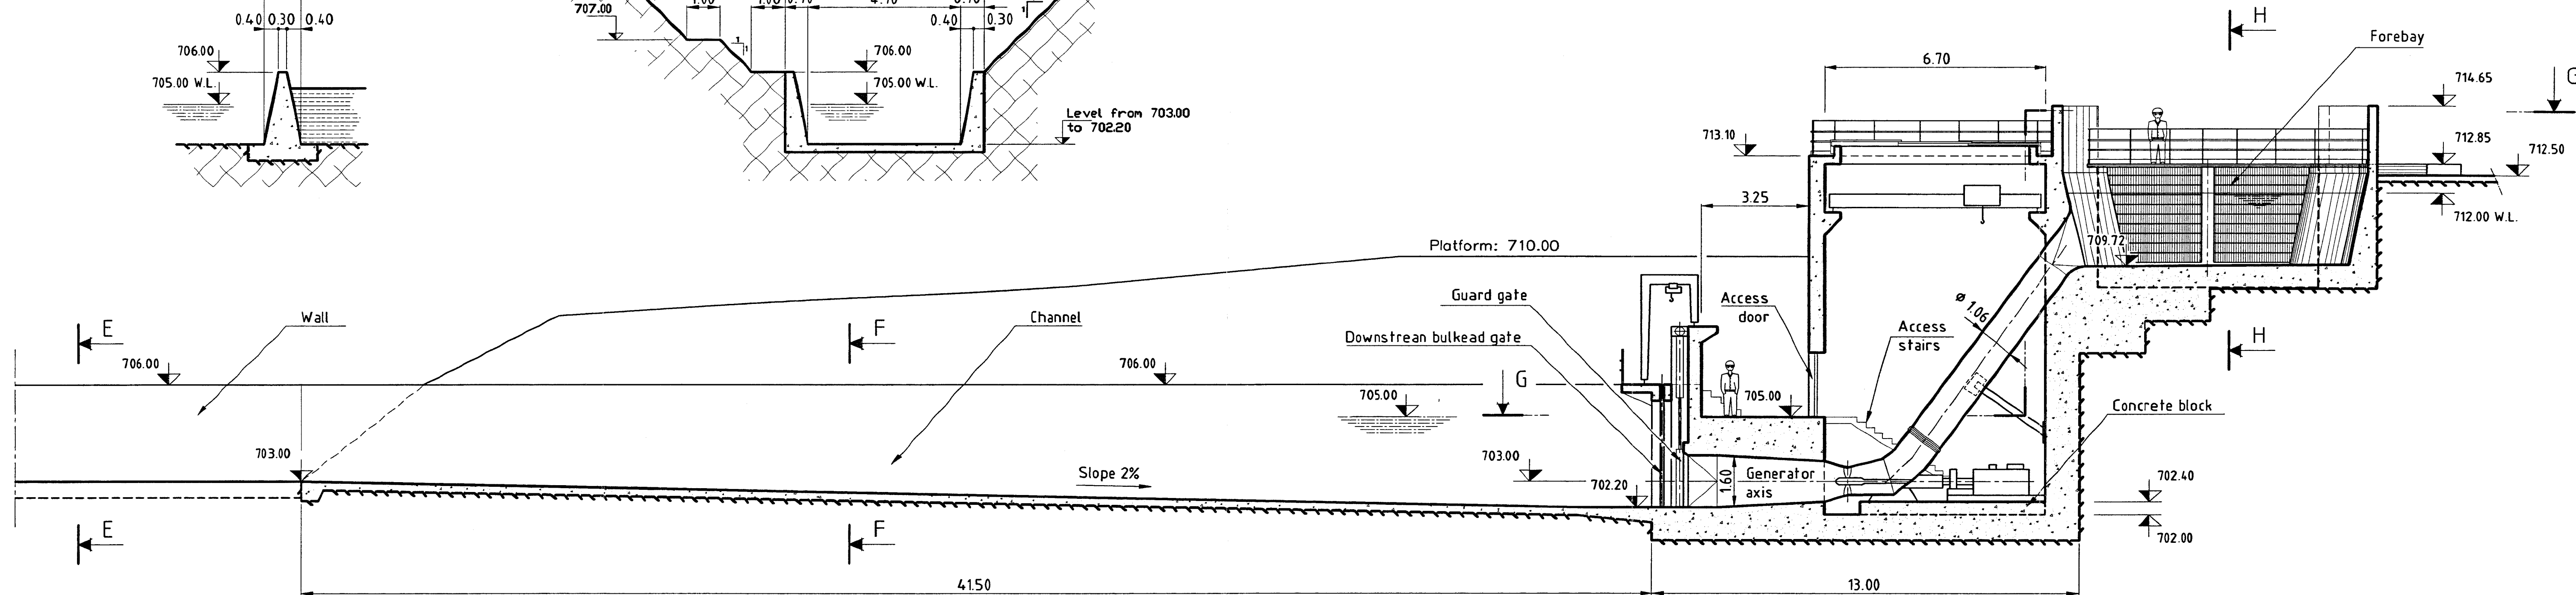 0.40 0.30 0.40
706.00
705.00 W.L.
707.00
706.00
705.00 W.L.
0.40 0.30
Level from 703.00
to 702.20
H
H
Forebay
6.70
714.65
G
713.10
712.85
712.50
3.25
712.00 W.L.
709.72
Platform: 710.00
Guard gate
Access
door
ø 1.06
Wall
Channel
E
F
Downstrean bulkead gate
Access
stairs
706.00
706.00
G
705.00
705.00
Concrete block
703.00
Slope 2%
703.00
702.20
1.60
Generator
axis
702.40
702.00
E
F
41.50
13.00